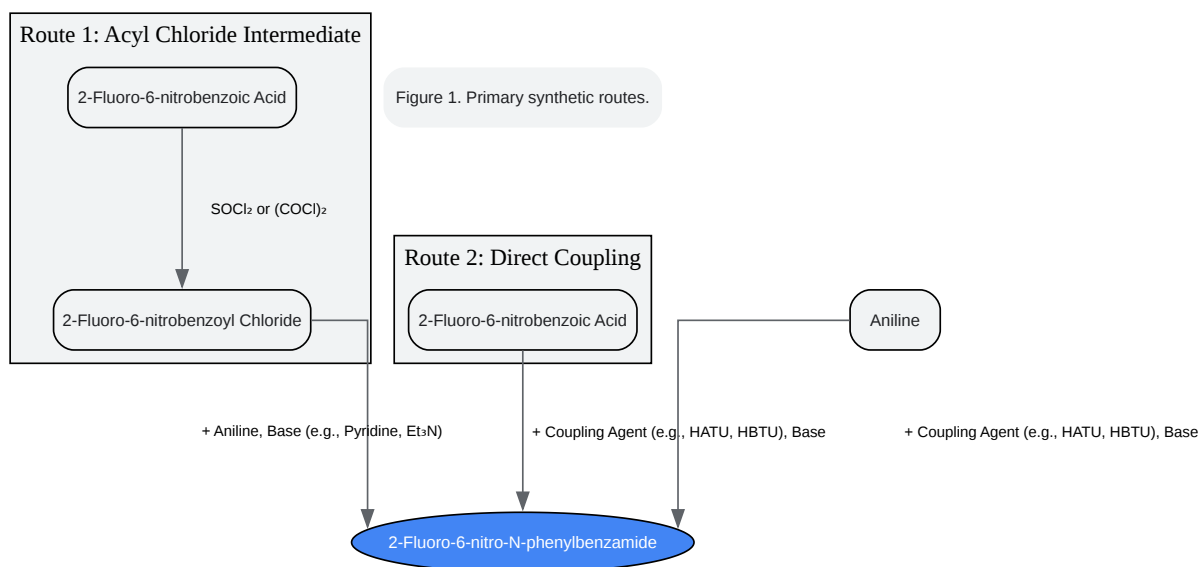 Route 1: Acyl Chloride Intermediate
2-Fluoro-6-nitrobenzoic Acid
Figure 1. Primary synthetic routes.
SOCl₂ or (COCl)₂
Route 2: Direct Coupling
2-Fluoro-6-nitrobenzoyl Chloride
2-Fluoro-6-nitrobenzoic Acid
Aniline
+ Aniline, Base (e.g., Pyridine, Et₃N)
+ Coupling Agent (e.g., HATU, HBTU), Base
+ Coupling Agent (e.g., HATU, HBTU), Base
2-Fluoro-6-nitro-N-phenylbenzamide